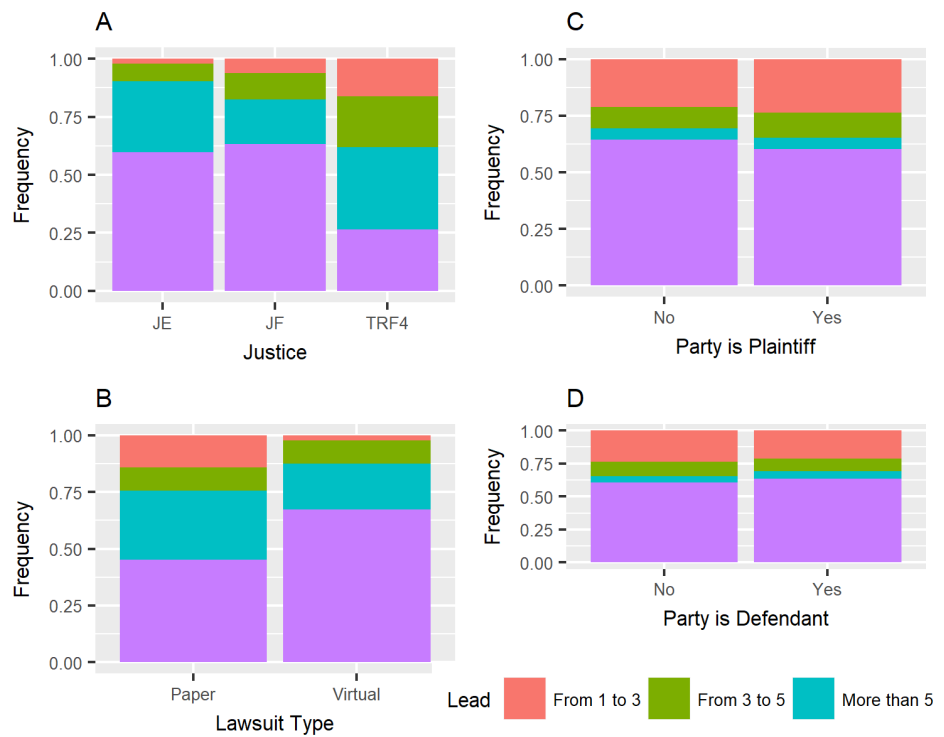 A
1.00
0.75
0.50
0.25
0.00
Frequency
JE JF TRF4
Justice
C
1.00
0.75
0.50
0.25
0.00
Frequency
No Yes
Party is Plaintiff
B
1.00
0.75
0.50
0.25
0.00
Frequency
Paper Virtual
Lawsuit Type
D
1.00
0.75
0.50
0.25
0.00
Frequency
No Yes
Party is Defendant
Lead From 1 to 3 From 3 to 5 More than 5